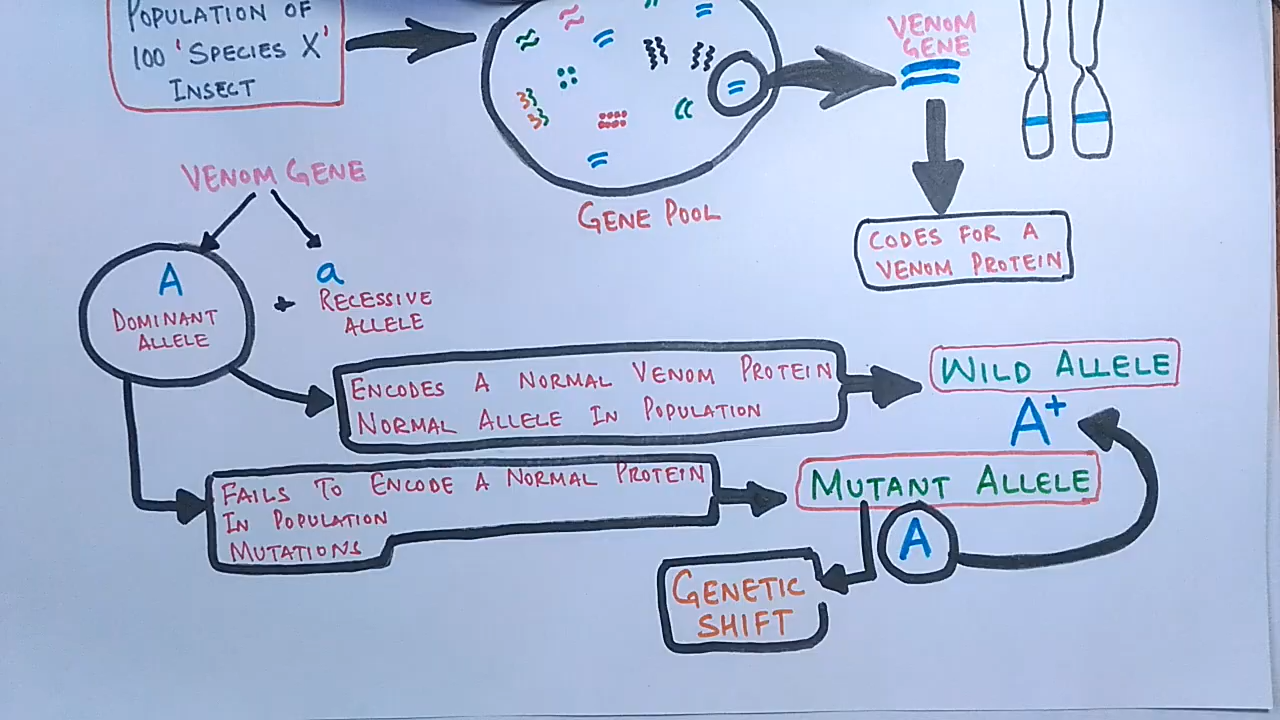 POPULATION OF
100 'SPECIES X'
INSECT
VENOM
GENE
GENE POOL
CODES FOR A
VENOM PROTEIN
VENOM GENE
A
DOMINANT
ALLELE
+
a
RECESSIVE
ALLELE
ENCODES A NORMAL VENOM PROTEIN
NORMAL ALLELE IN POPULATION
WILD ALLELE
A+
FAILS TO ENCODE A NORMAL PROTEIN
IN POPULATION
MUTATIONS
MUTANT ALLELE
A
GENETIC
SHIFT